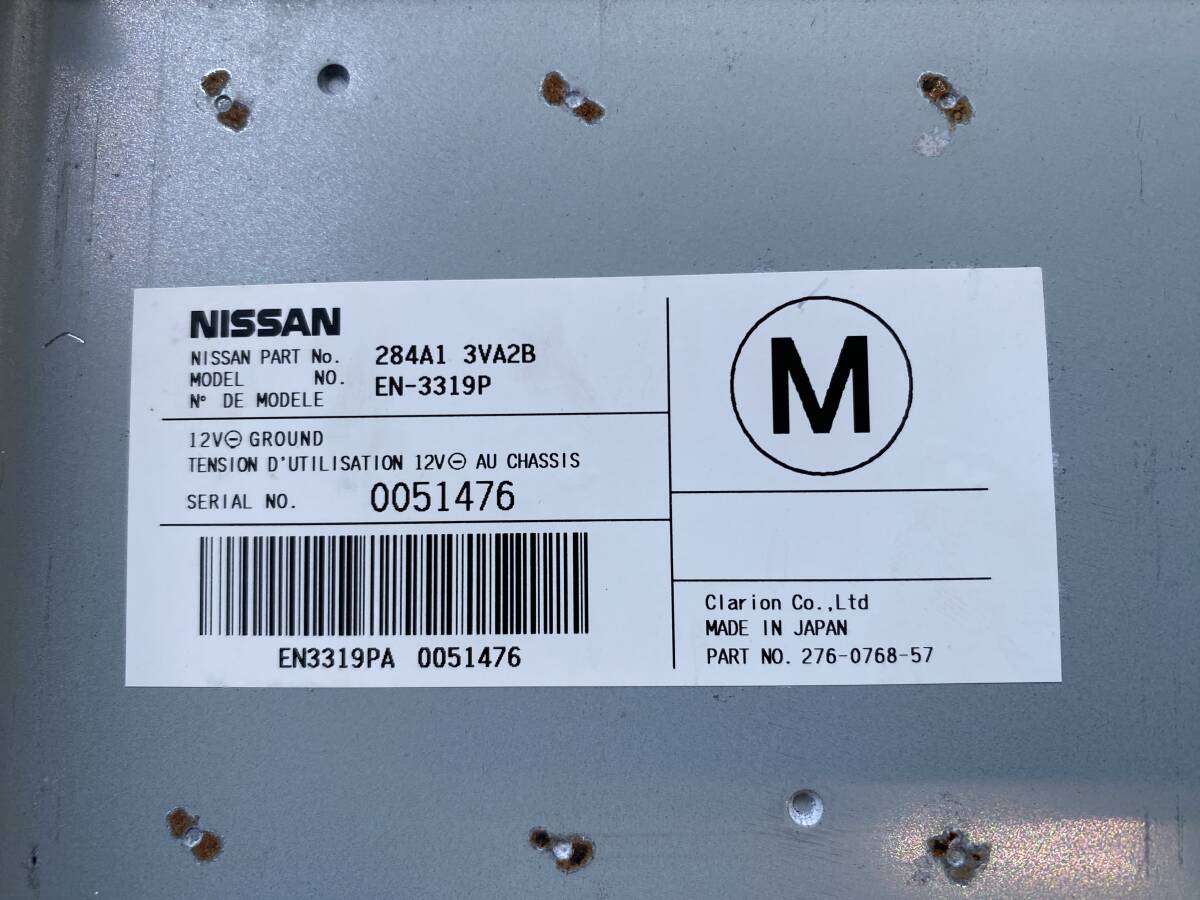 NISSAN
NISSAN PART No. 284A1 3VA2B
MODEL NO. EN-3319P
N° DE MODELE
12V⊖ GROUND
TENSION D'UTILISATION 12V⊖ AU CHASSIS
SERIAL NO. 0051476
EN3319PA 0051476
M
Clarion Co.,Ltd
MADE IN JAPAN
PART NO. 276-0768-57